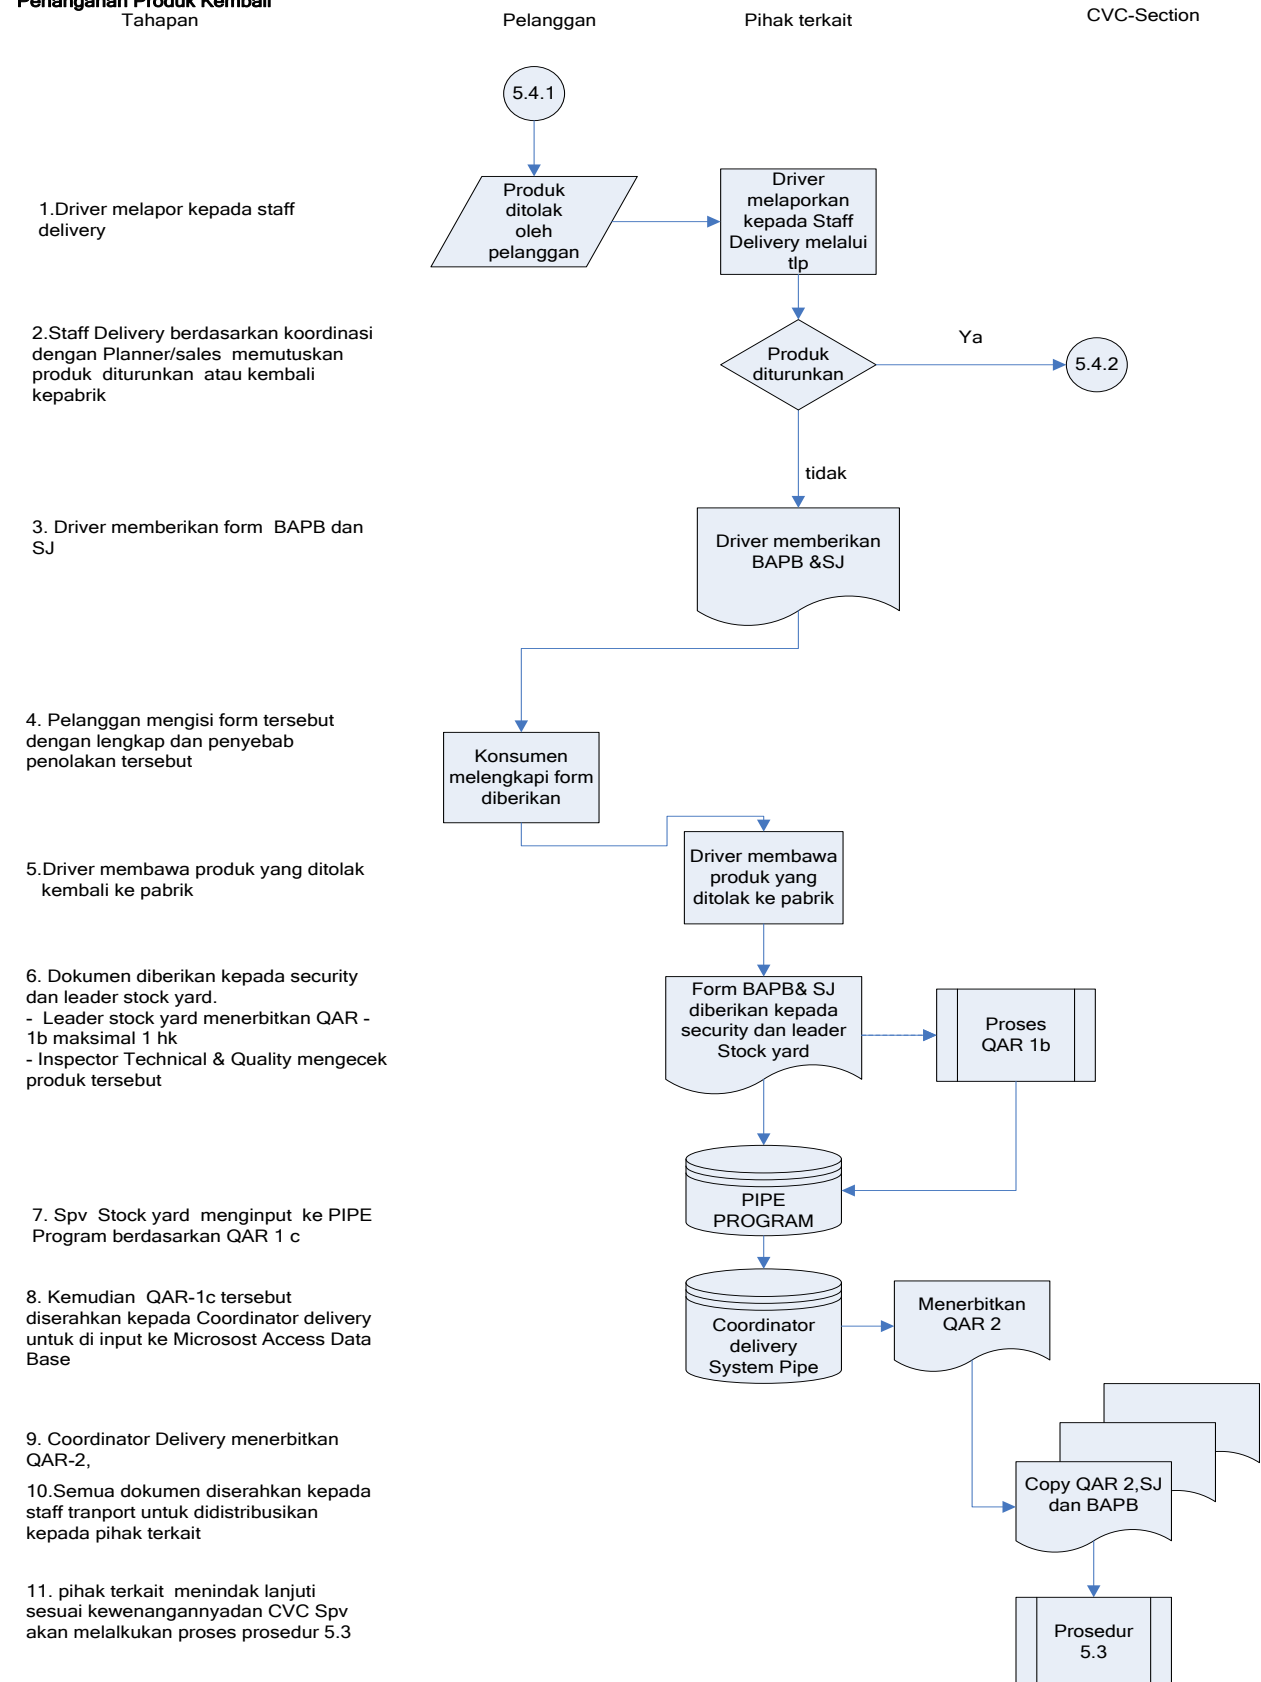 Penanganan Produk Kembali
Tahapan
Pelanggan
Pihak terkait
CVC-Section
5.4.1
1.Driver melapor kepada staff
delivery
Produk
ditolak
oleh
pelanggan
Driver
melaporkan
kepada Staff
Delivery melalui
tlp
2.Staff Delivery berdasarkan koordinasi
dengan Planner/sales memutuskan
produk diturunkan atau kembali
kepabrik
Produk
diturunkan
Ya
5.4.2
tidak
3. Driver memberikan form BAPB dan
SJ
Driver memberikan
BAPB &SJ
4. Pelanggan mengisi form tersebut
dengan lengkap dan penyebab
penolakan tersebut
Konsumen
melengkapi form
diberikan
5.Driver membawa produk yang ditolak
kembali ke pabrik
Driver membawa
produk yang
ditolak ke pabrik
6. Dokumen diberikan kepada security
dan leader stock yard.
- Leader stock yard menerbitkan QAR -
1b maksimal 1 hk
- Inspector Technical & Quality mengecek
produk tersebut
Form BAPB& SJ
diberikan kepada
security dan leader
Stock yard
Proses
QAR 1b
7. Spv Stock yard menginput ke PIPE
Program berdasarkan QAR 1 c
PIPE
PROGRAM
8. Kemudian QAR-1c tersebut
diserahkan kepada Coordinator delivery
untuk di input ke Microsost Access Data
Base
Coordinator
delivery
System Pipe
Menerbitkan
QAR 2
9. Coordinator Delivery menerbitkan
QAR-2,
10.Semua dokumen diserahkan kepada
staff tranport untuk didistribusikan
kepada pihak terkait
Copy QAR 2,SJ
dan BAPB
11. pihak terkait menindak lanjuti
sesuai kewenangannyadan CVC Spv
akan melalkukan proses prosedur 5.3
Prosedur
5.3